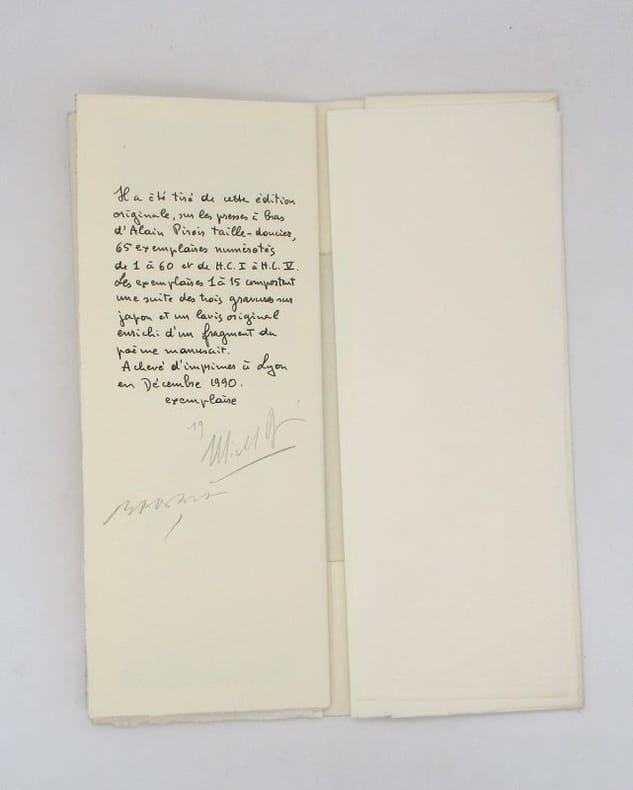 Il a été tiré de cette édition
originale, sur les presses à bras
d'Alain Pirois taille-doucier,
65 exemplaires numérotés
de 1 à 60 et de H.C. I à H.C. V.
Les exemplaires 1 à 15 comportent
une suite des trois gravures sur
japon et un lavis original
enrichi d'un fragment du
poème manuscrit.
Achevé d'imprimer à Lyon
en Décembre 1990.
exemplaire
19